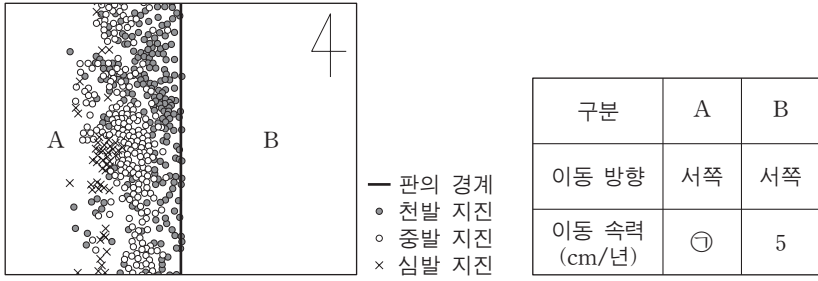 A
B
판의 경계
천발 지진
중발 지진
심발 지진
구분 A B
이동 방향 서쪽 서쪽
이동 속력
(cm/년) ㉠ 5